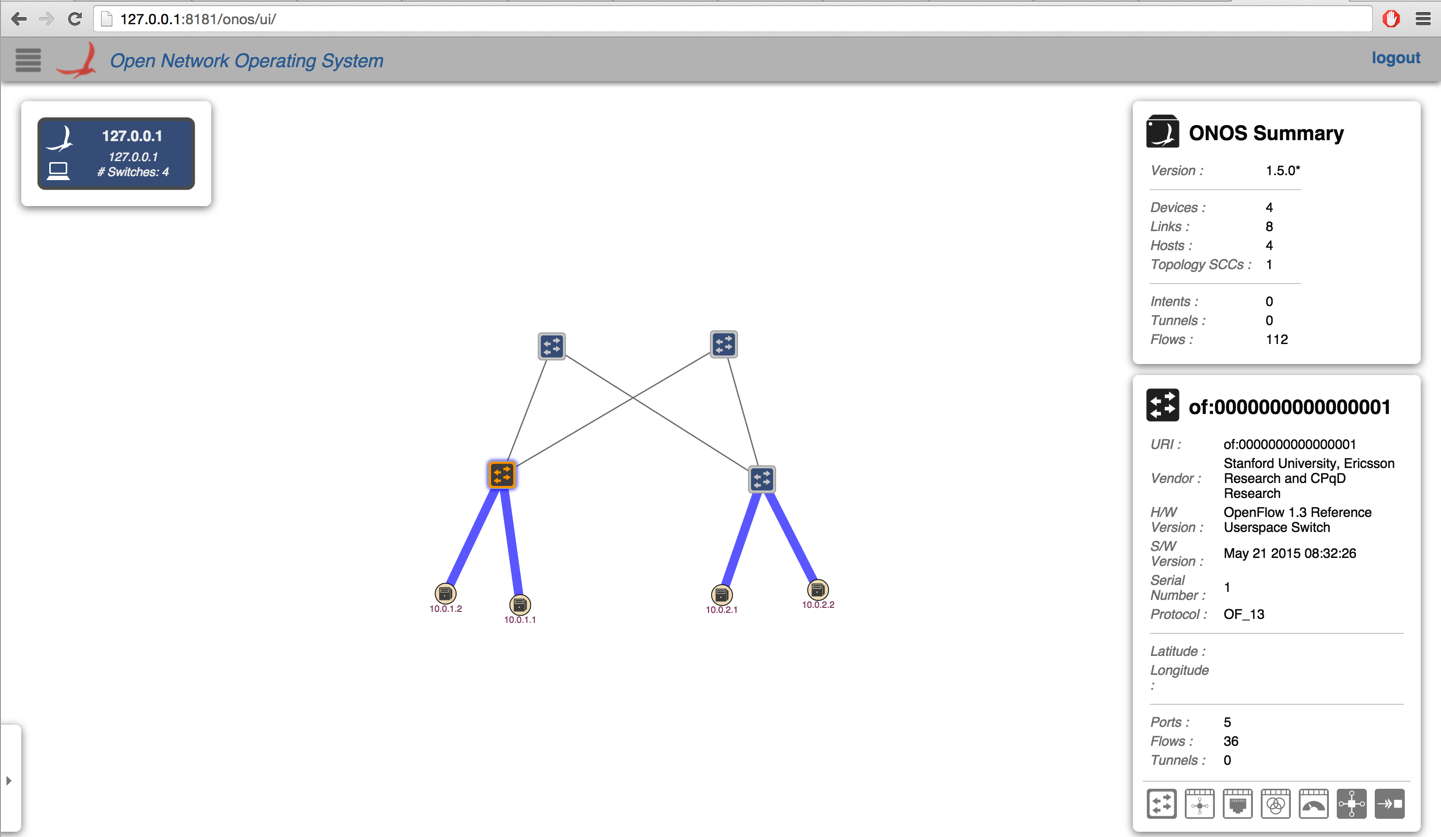 127.0.0.1:8181/onos/ui/
Open Network Operating System
logout
127.0.0.1
127.0.0.1
# Switches: 4
ONOS Summary
Version : 1.5.0*
Devices : 4
Links : 8
Hosts : 4
Topology SCCs : 1
Intents : 0
Tunnels : 0
Flows : 112
10.0.1.2
10.0.1.1
10.0.2.1
10.0.2.2
of:0000000000000001
URI : of:0000000000000001
Vendor : Stanford University, Ericsson
Research and CPqD
Research
H/W
Version : OpenFlow 1.3 Reference
Userspace Switch
S/W
Version : May 21 2015 08:32:26
Serial
Number : 1
Protocol : OF_13
Latitude :
Longitude
:
Ports : 5
Flows : 36
Tunnels : 0